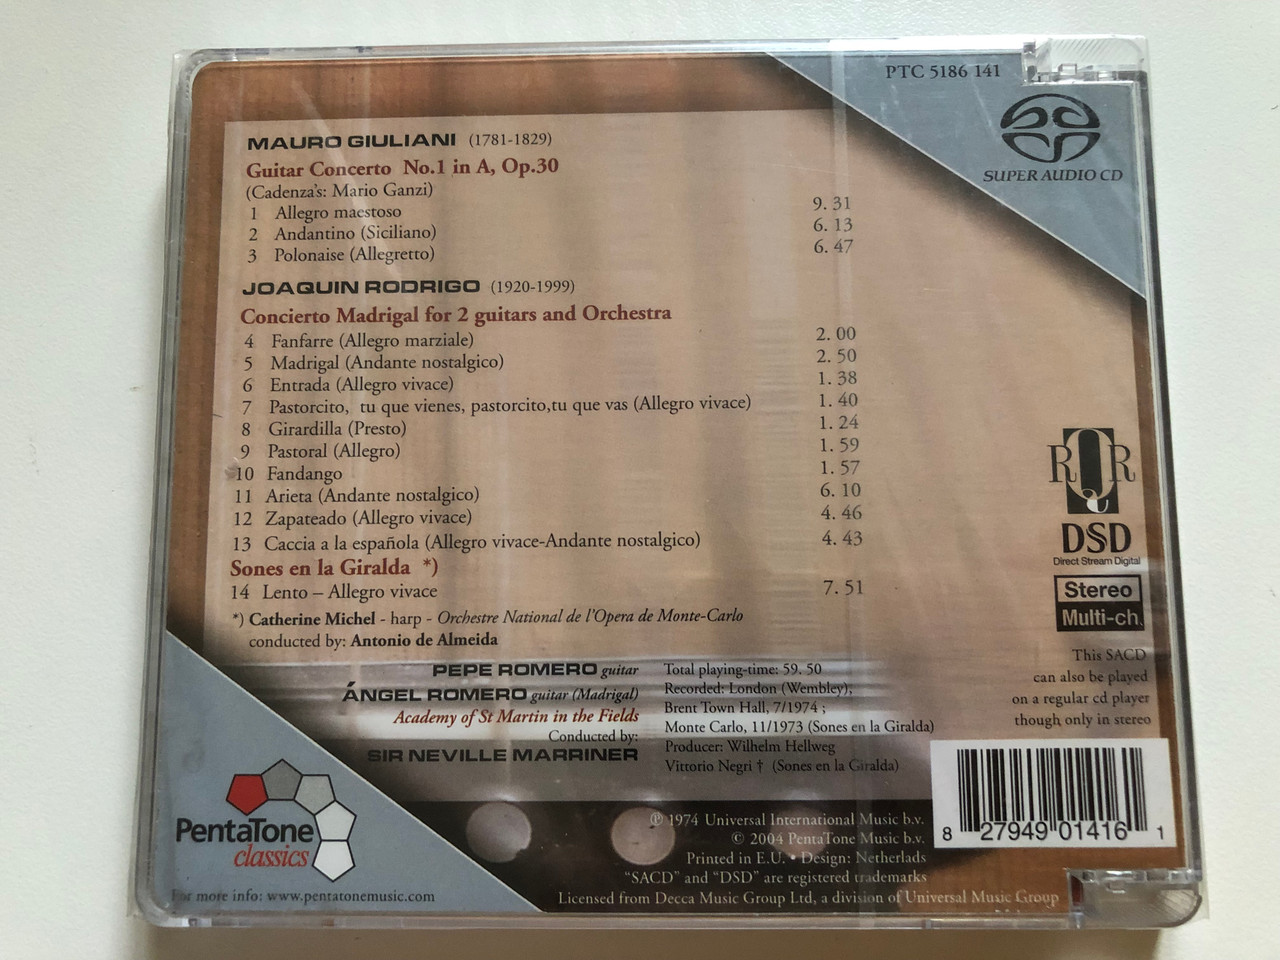 PTC 5186 141
SUPER AUDIO CD
MAURO GIULIANI (1781-1829)
Guitar Concerto No.1 in A, Op.30
(Cadenza's: Mario Ganzi)
1 Allegro maestoso 9. 31
2 Andantino (Siciliano) 6. 13
3 Polonaise (Allegretto) 6. 47
JOAQUIN RODRIGO (1920-1999)
Concierto Madrigal for 2 guitars and Orchestra
4 Fanfarre (Allegro marziale) 2. 00
5 Madrigal (Andante nostalgico) 2. 50
6 Entrada (Allegro vivace) 1. 38
7 Pastorcito, tu que vienes, pastorcito,tu que vas (Allegro vivace) 1. 40
8 Girardilla (Presto) 1. 24
9 Pastoral (Allegro) 1. 59
10 Fandango 1. 57
11 Arieta (Andante nostalgico) 6. 10
12 Zapateado (Allegro vivace) 4. 46
13 Caccia a la española (Allegro vivace-Andante nostalgico) 4. 43
Sones en la Giralda *)
14 Lento – Allegro vivace 7. 51
*) Catherine Michel - harp - Orchestre National de l'Opera de Monte-Carlo
conducted by: Antonio de Almeida
PEPE ROMERO guitar
ÁNGEL ROMERO guitar (Madrigal)
Academy of St Martin in the Fields
Conducted by:
SIR NEVILLE MARRINER
Total playing-time: 59. 50
Recorded: London (Wembley);
Brent Town Hall, 7/1974 ;
Monte Carlo, 11/1973 (Sones en la Giralda)
Producer: Wilhelm Hellweg
Vittorio Negri † (Sones en la Giralda)
RQR
DSD
Direct Stream Digital
Stereo
Multi-ch.
This SACD
can also be played
on a regular cd player
though only in stereo
8 27949 01416 1
PentaTone
classics
For more info: www.pentatonemusic.com
℗ 1974 Universal International Music b.v.
© 2004 PentaTone Music b.v.
Printed in E.U. • Design: Netherlads
“SACD” and “DSD” are registered trademarks
Licensed from Decca Music Group Ltd, a division of Universal Music Group